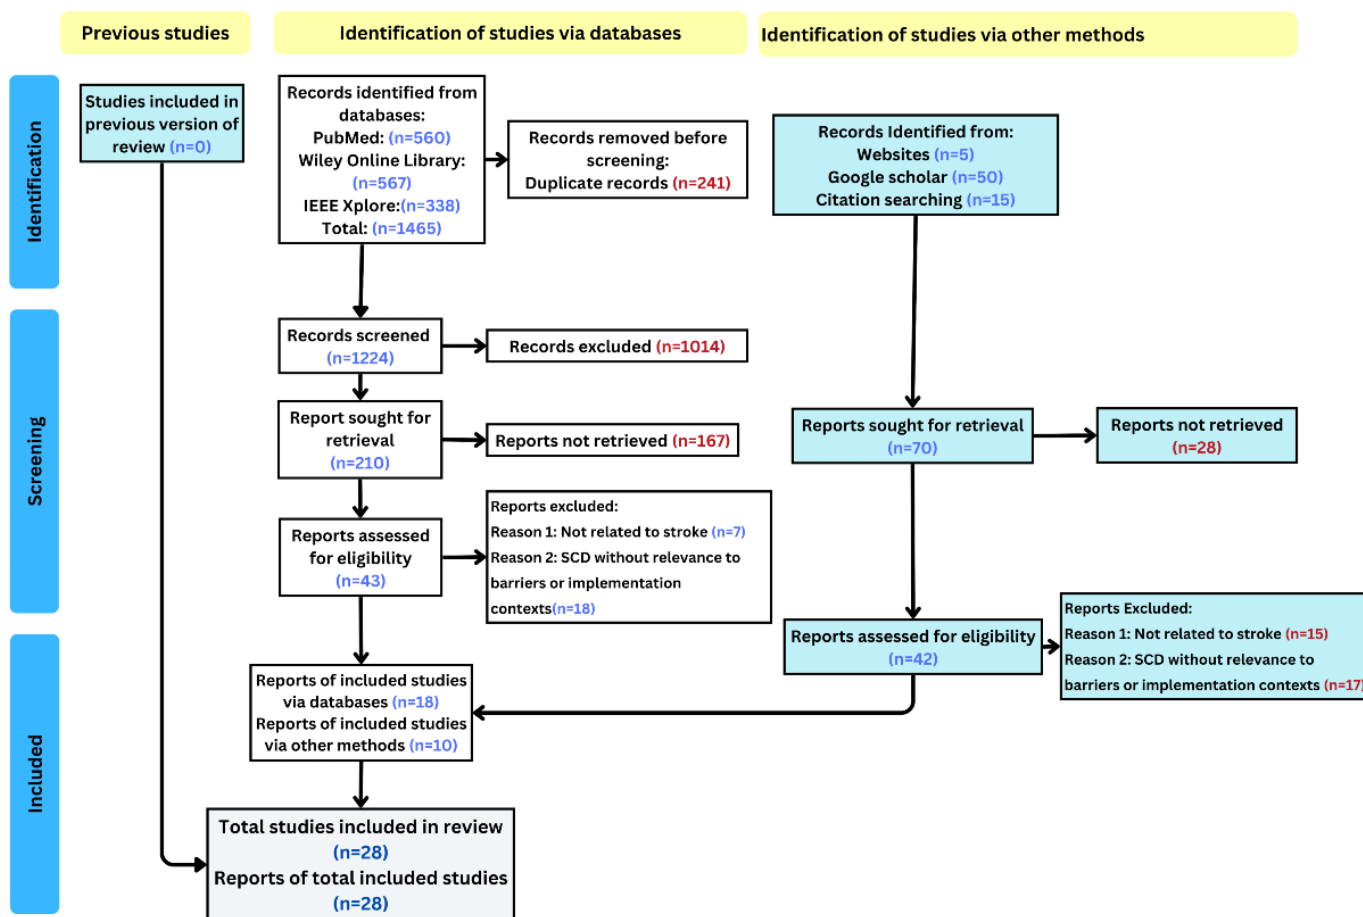 Previous studies
Identification of studies via databases
Identification of studies via other methods
Identification
Studies included in
previous version of
review (n=0)
Records identified from
databases:
PubMed: (n=560)
Wiley Online Library:
(n=567)
IEEE Xplore:(n=338)
Total: (n=1465)
Records removed before
screening:
Duplicate records (n=241)
Records Identified from:
Websites (n=5)
Google scholar (n=50)
Citation searching (n=15)
Screening
Records screened
(n=1224)
Records excluded (n=1014)
Report sought for
retrieval
(n=210)
Reports not retrieved (n=167)
Reports sought for retrieval
(n=70)
Reports not retrieved
(n=28)
Reports assessed
for eligibility
(n=43)
Reports excluded:
Reason 1: Not related to stroke (n=7)
Reason 2: SCD without relevance to
barriers or implementation
contexts(n=18)
Reports assessed for eligibility
(n=42)
Reports Excluded:
Reason 1: Not related to stroke (n=15)
Reason 2: SCD without relevance to
barriers or implementation contexts (n=17)
Included
Reports of included studies
via databases (n=18)
Reports of included studies
via other methods (n=10)
Total studies included in review
(n=28)
Reports of total included studies
(n=28)